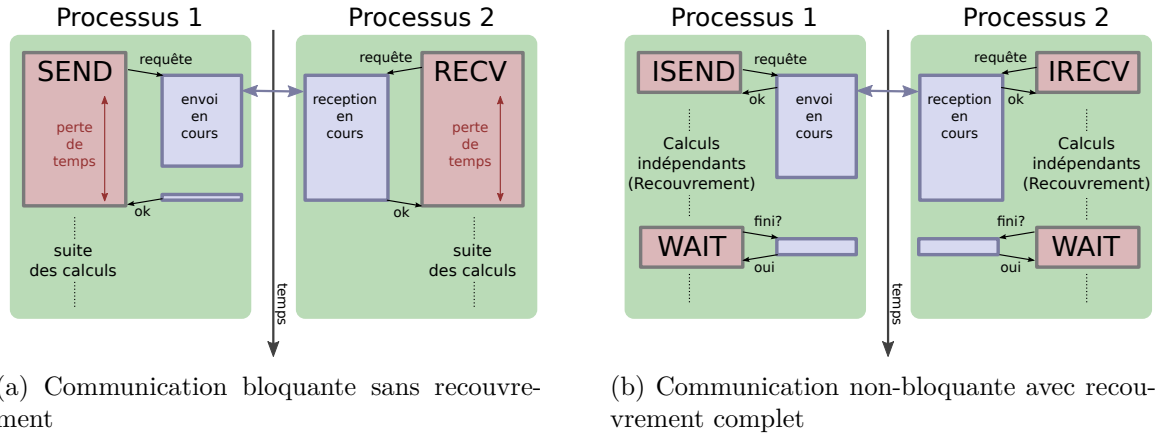 Processus 1
Processus 2
SEND
requête
envoi
en
cours
perte
de
temps
ok
suite
des calculs
requête
RECV
reception
en
cours
perte
de
temps
ok
suite
des calculs
temps
(a) Communication bloquante sans recouvre-
ment
Processus 1
Processus 2
ISEND
requête
ok
envoi
en
cours
Calculs
indépendants
(Recouvrement)
WAIT
fini?
oui
requête
IRECV
ok
reception
en
cours
Calculs
indépendants
(Recouvrement)
fini?
WAIT
oui
temps
(b) Communication non-bloquante avec recou-
vrement complet